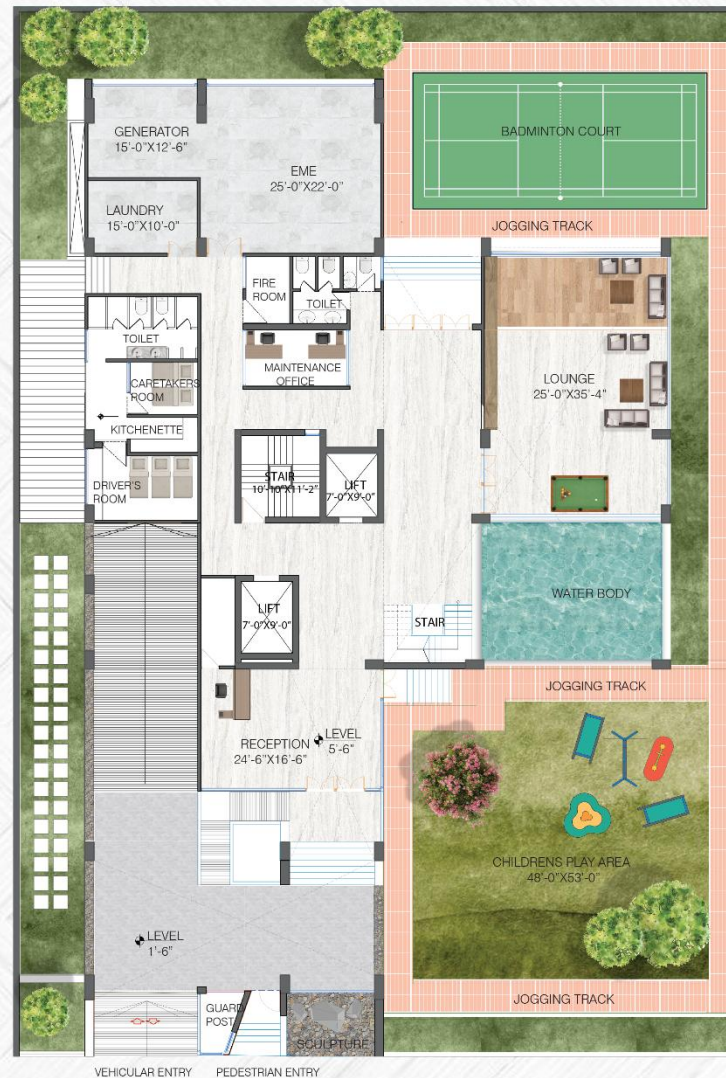 GENERATOR
15'-0"X12'-6"
EME
25'-0"X22'-0"
BADMINTON COURT
LAUNDRY
15'-0"X10'-0"
JOGGING TRACK
FIRE
ROOM
TOILET
TOILET
MAINTENANCE
OFFICE
CARETAKERS
ROOM
LOUNGE
25'-0"X35'-4"
KITCHENETTE
DRIVER'S
ROOM
STAIR
10'-10"X11'-2"
LIFT
7'-0"X9'-0"
WATER BODY
LIFT
7'-0"X9'-0"
STAIR
JOGGING TRACK
RECEPTION
24'-6"X16'-6"
LEVEL
5'-6"
CHILDRENS PLAY AREA
48'-0"X53'-0"
LEVEL
1'-6"
JOGGING TRACK
GUARD
POST
SCULPTURE
VEHICULAR ENTRY
PEDESTRIAN ENTRY